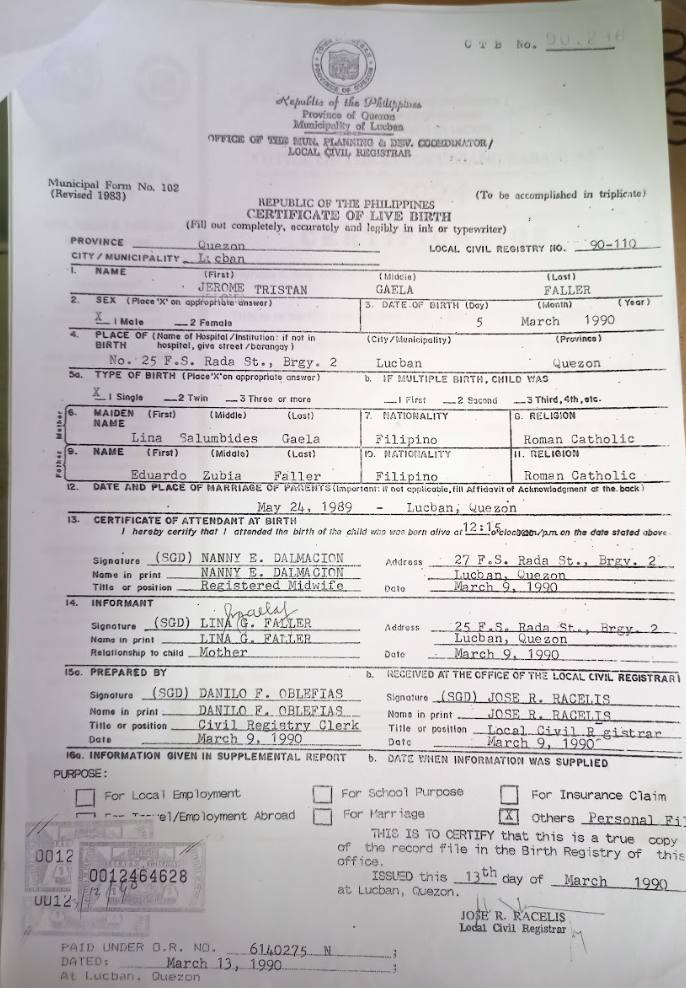 C T B No. 90.296
TOWN OF LUCBAN
PROVINCE OF QUEZON
Republic of the Philippines
Province of Quezon
Municipality of Lucban
OFFICE OF THE MUN. PLANNING & DEV. COORDINATOR/
LOCAL CIVIL REGISTRAR
Municipal Form No. 102
(Revised 1983)
(To be accomplished in triplicate)
REPUBLIC OF THE PHILIPPINES
CERTIFICATE OF LIVE BIRTH
(Fill out completely, accurately and legibly in ink or typewriter)
PROVINCE Quezon LOCAL CIVIL REGISTRY NO. 90-110
CITY/MUNICIPALITY Lucban
1. NAME (First) (Middle) (Last)
JEROME TRISTAN GAELA FALLER
2. SEX (Place 'X' on appropriate answer) 3. DATE OF BIRTH (Day) (Month) (Year)
X 1 Male 2 Female 5 March 1990
4. PLACE OF (Name of Hospital/Institution: if not in (City/Municipality) (Province)
BIRTH hospital, give street/barangay)
No. 25 F.S. Rada St., Brgy. 2 Lucban Quezon
5a. TYPE OF BIRTH (Place 'X' on appropriate answer) b. IF MULTIPLE BIRTH, CHILD WAS
X 1 Single 2 Twin 3 Three or more 1 First 2 Second 3 Third, 4th, etc.
Mother
6. MAIDEN (First) (Middle) (Last) 7. NATIONALITY 8. RELIGION
NAME
Lina Salumbides Gaela Filipino Roman Catholic
Father
9. NAME (First) (Middle) (Last) 10. NATIONALITY 11. RELIGION
Eduardo Zubia Faller Filipino Roman Catholic
12. DATE AND PLACE OF MARRIAGE OF PARENTS (Important: if not applicable, fill Affidavit of Acknowledgment at the back)
May 24, 1989 - Lucban, Quezon
13. CERTIFICATE OF ATTENDANT AT BIRTH
I hereby certify that I attended the birth of the child who was born alive at 12:15 o'clock am/p.m. on the date stated above.
Signature (SGD) NANNY E. DALMACION Address 27 F.S. Rada St., Brgy. 2
Name in print NANNY E. DALMACION Lucban, Quezon
Title or position Registered Midwife Date March 9, 1990
14. INFORMANT
Signature (SGD) LINA G. FALLER Address 25 F.S. Rada St., Brgy. 2
Name in print LINA G. FALLER Lucban, Quezon
Relationship to child Mother Date March 9, 1990
15a. PREPARED BY b. RECEIVED AT THE OFFICE OF THE LOCAL CIVIL REGISTRAR
Signature (SGD) DANILO F. OBLEFIAS Signature (SGD) JOSE R. RACELIS
Name in print DANILO F. OBLEFIAS Name in print JOSE R. RACELIS
Title or position Civil Registry Clerk Title or position Local Civil R gistrar
Date March 9, 1990 Date March 9, 1990
16a. INFORMATION GIVEN IN SUPPLEMENTAL REPORT b. DATE WHEN INFORMATION WAS SUPPLIED
PURPOSE:
For Local Employment For School Purpose For Insurance Claim
For Travel/Employment Abroad For Marriage X Others Personal Fi
THIS IS TO CERTIFY that this is a true copy
of the record file in the Birth Registry of this
office.
ISSUED this 13th day of March 1990
at Lucban, Quezon.
0012
0012464628
0012
JOSE R. RACELIS
Local Civil Registrar
PAID UNDER O.R. NO. 6140275 N ;
DATED: March 13, 1990 ;
At Lucban, Quezon